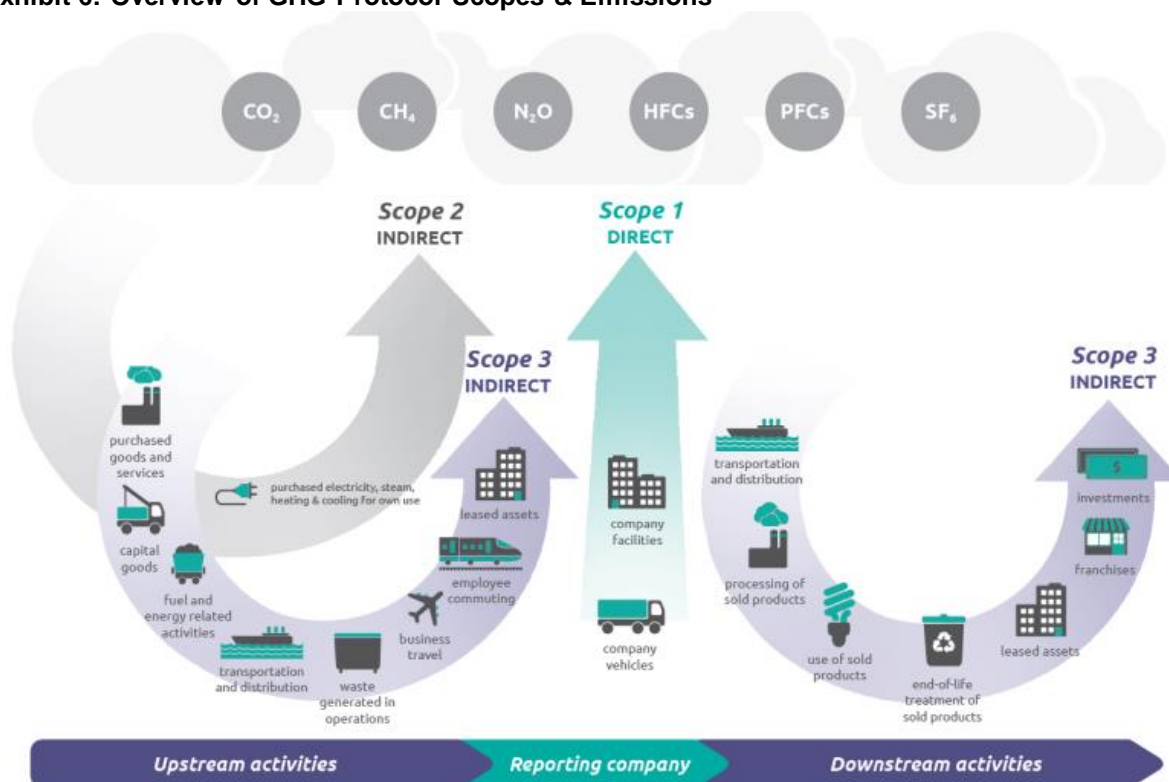 xhibit 6: Overview of GHG Protocol Scopes & Emissions
CO₂
CH₄
N₂O
HFCs
PFCs
SF₆
Scope 2
INDIRECT
Scope 1
DIRECT
Scope 3
INDIRECT
Scope 3
INDIRECT
purchased
goods and
services
capital
goods
fuel and
energy related
activities
transportation
and distribution
waste
generated in
operations
business
travel
employee
commuting
leased assets
purchased electricity, steam,
heating & cooling for own use
company
facilities
company
vehicles
transportation
and distribution
processing of
sold products
use of sold
products
end-of-life
treatment of
sold products
leased assets
franchises
$
investments
Upstream activities
Reporting company
Downstream activities